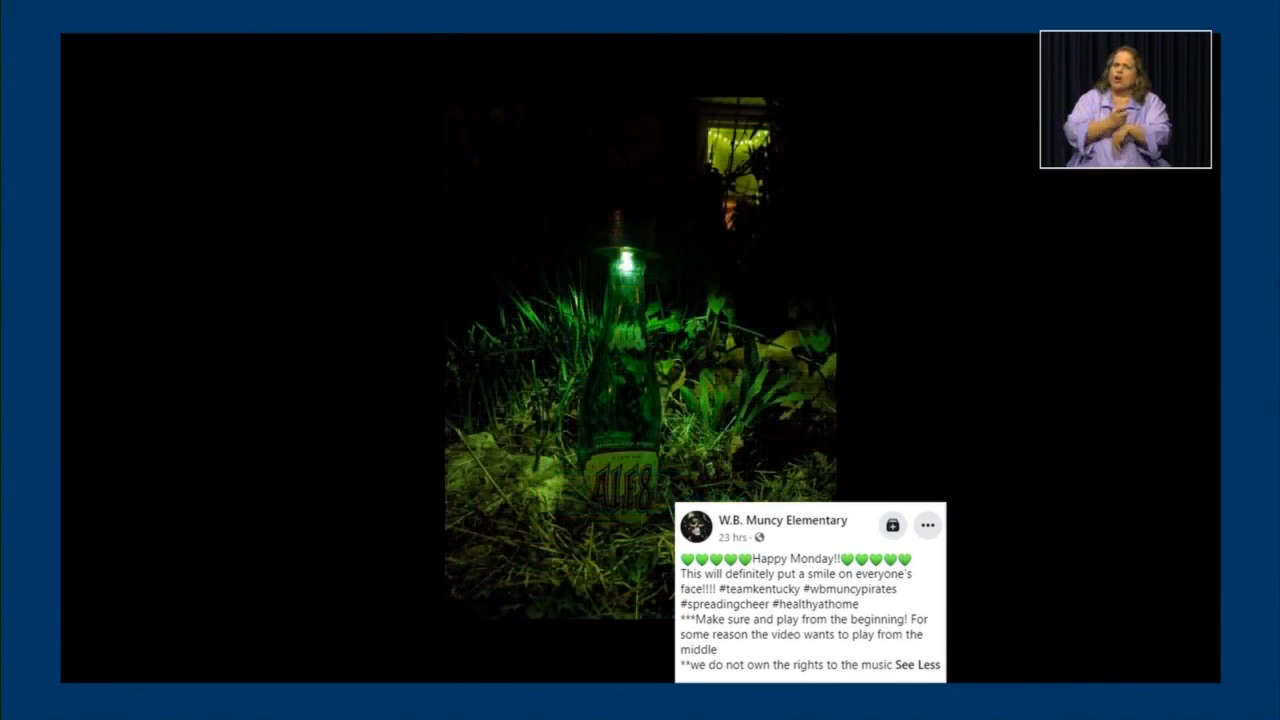 ALE8
W.B. Muncy Elementary
23 hrs ·
💚💚💚💚💚Happy Monday!!💚💚💚💚💚
This will definitely put a smile on everyone's
face!!!! #teamkentucky #wbmuncypirates
#spreadingcheer #healthyathome
***Make sure and play from the beginning! For
some reason the video wants to play from the
middle
**we do not own the rights to the music See Less